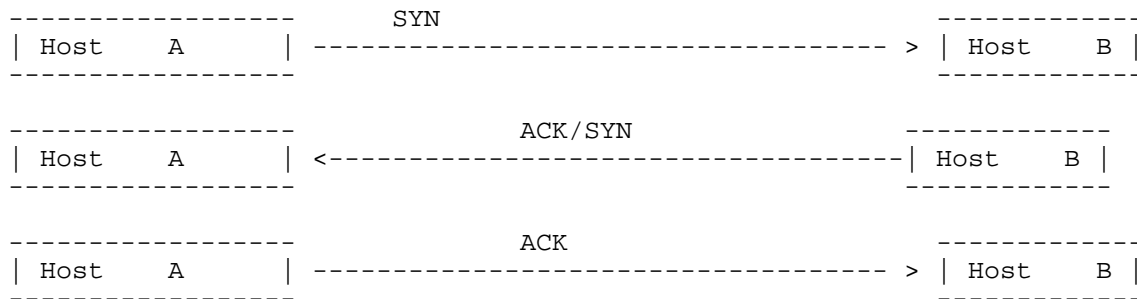 ------------------ SYN -------------
| Host A | ------------------------------------ > | Host B |
------------------ -------------
------------------ ACK/SYN -------------
| Host A | <------------------------------------| Host B |
------------------ -------------
------------------ ACK -------------
| Host A | ------------------------------------ > | Host B |
------------------ -------------